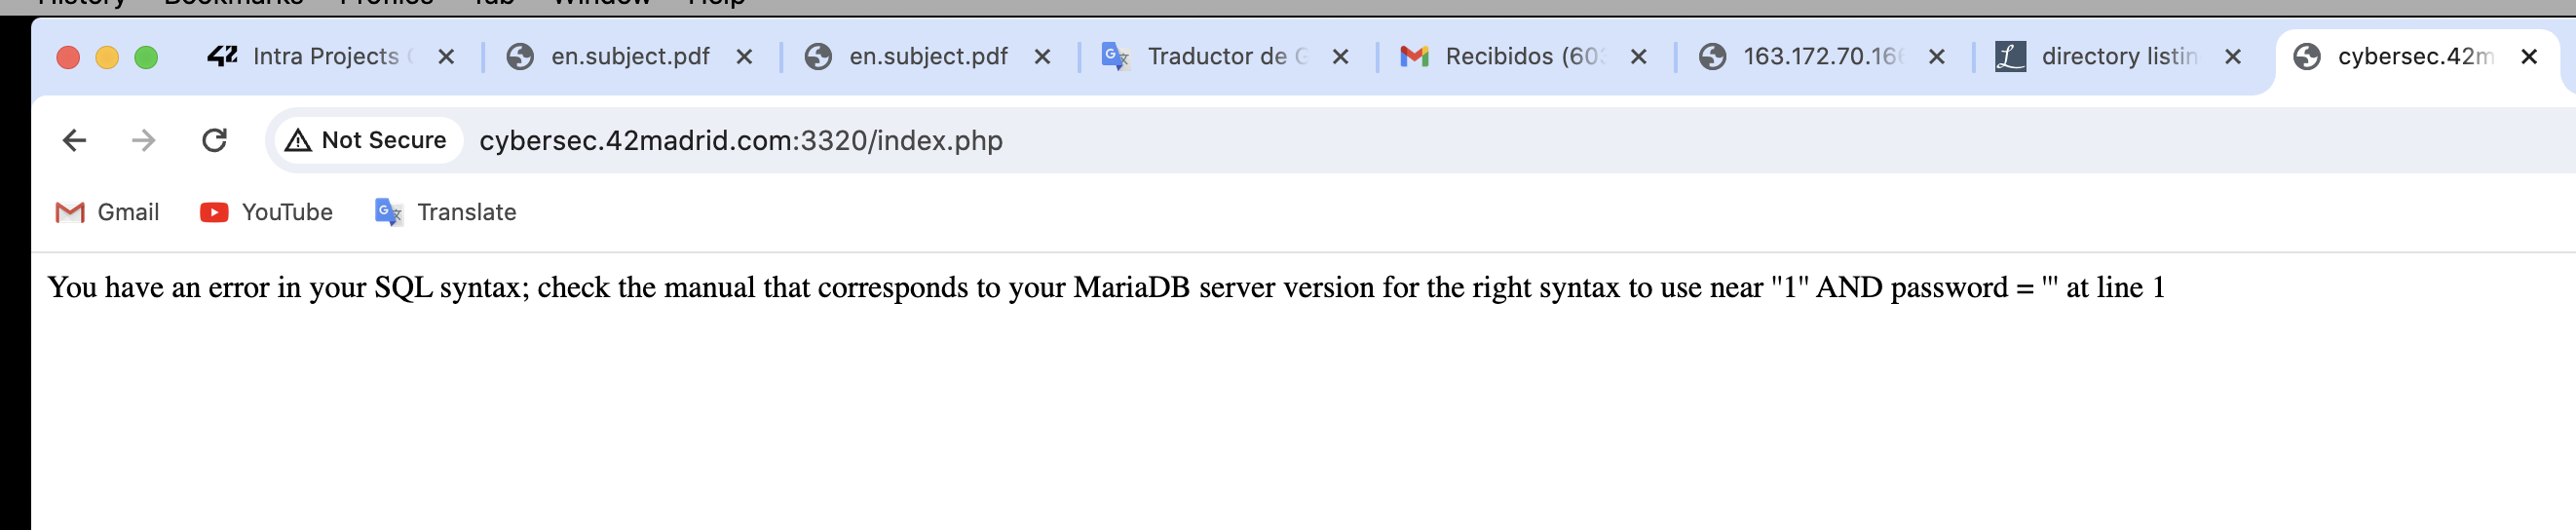 History Bookmarks Profiles Tab Window Help
Intra Projects en.subject.pdf en.subject.pdf Traductor de G Recibidos (603 163.172.70.166 directory listin cybersec.42m
Not Secure cybersec.42madrid.com:3320/index.php
Gmail YouTube Translate
You have an error in your SQL syntax; check the manual that corresponds to your MariaDB server version for the right syntax to use near ''1'' AND password = ''' at line 1